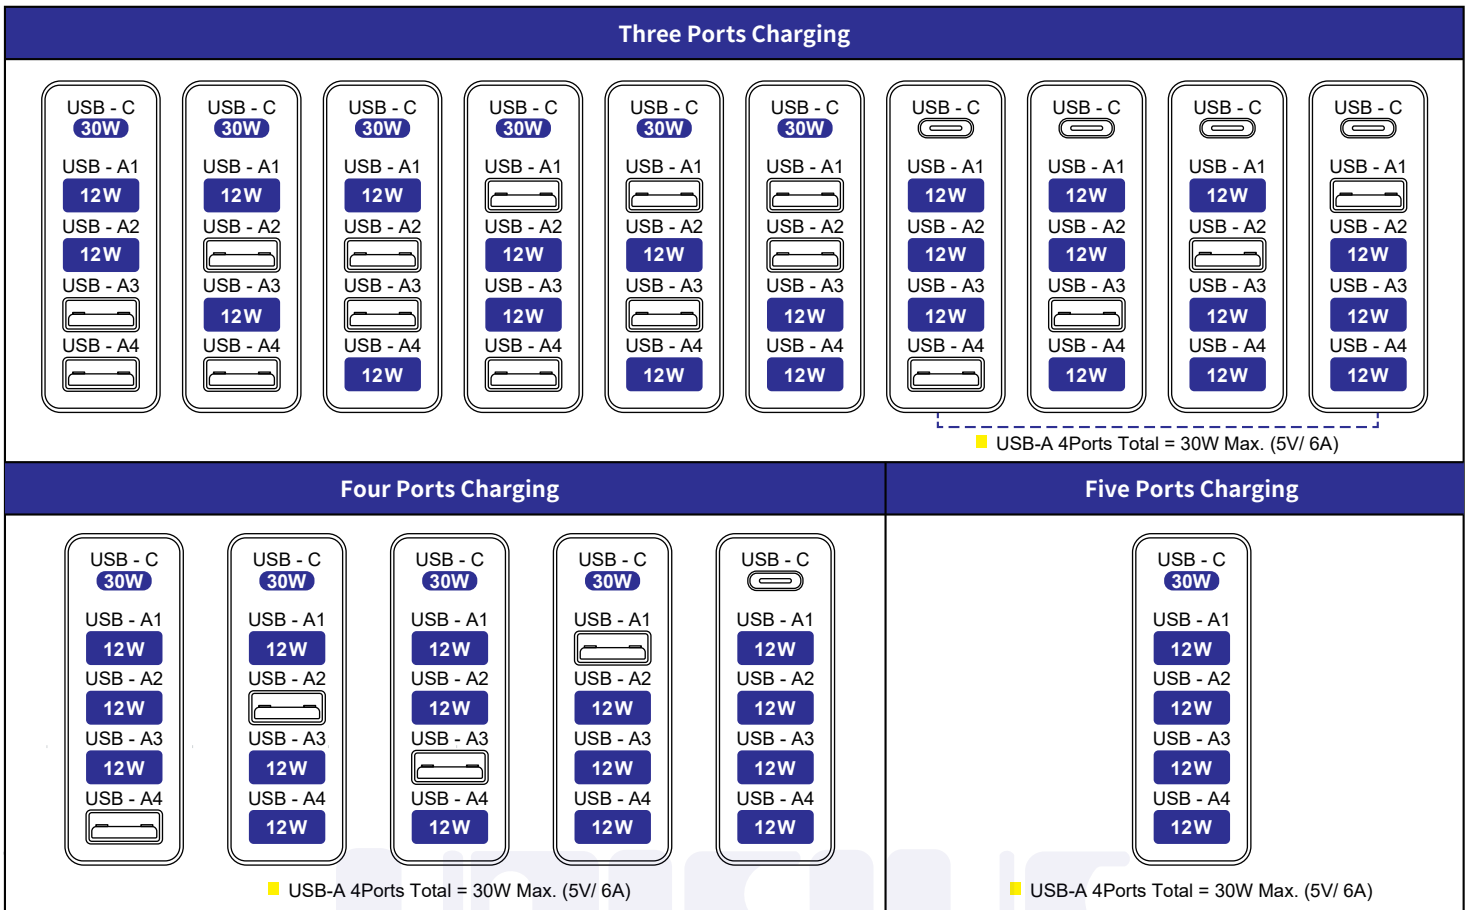 Three Ports Charging
USB - C USB - C USB - C USB - C USB - C USB - C USB - C USB - C USB - C USB - C
30W 30W 30W 30W 30W 30W
USB - A1 USB - A1 USB - A1 USB - A1 USB - A1 USB - A1 USB - A1 USB - A1 USB - A1 USB - A1
12W 12W 12W 12W 12W 12W
USB - A2 USB - A2 USB - A2 USB - A2 USB - A2 USB - A2 USB - A2 USB - A2 USB - A2 USB - A2
12W 12W 12W 12W 12W 12W
USB - A3 USB - A3 USB - A3 USB - A3 USB - A3 USB - A3 USB - A3 USB - A3 USB - A3 USB - A3
12W 12W 12W 12W 12W 12W
USB - A4 USB - A4 USB - A4 USB - A4 USB - A4 USB - A4 USB - A4 USB - A4 USB - A4 USB - A4
12W 12W 12W 12W 12W 12W
USB-A 4Ports Total = 30W Max. (5V/ 6A)
Four Ports Charging
USB - C USB - C USB - C USB - C USB - C
30W 30W 30W 30W
USB - A1 USB - A1 USB - A1 USB - A1 USB - A1
12W 12W 12W 12W
USB - A2 USB - A2 USB - A2 USB - A2 USB - A2
12W 12W 12W 12W
USB - A3 USB - A3 USB - A3 USB - A3 USB - A3
12W 12W 12W 12W
USB - A4 USB - A4 USB - A4 USB - A4 USB - A4
12W 12W 12W 12W
USB-A 4Ports Total = 30W Max. (5V/ 6A)
Five Ports Charging
USB - C
30W
USB - A1
12W
USB - A2
12W
USB - A3
12W
USB - A4
12W
USB-A 4Ports Total = 30W Max. (5V/ 6A)